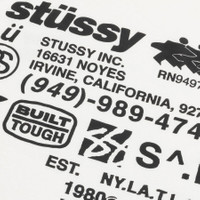 stüssy
ü
STUSSY INC.
16631 NOYES
IRVINE, CALIFORNIA, 927
RN9497
(949)-989-474
BUILT
TOUGH
S^.
EST.
NY.LA.T.L
1980